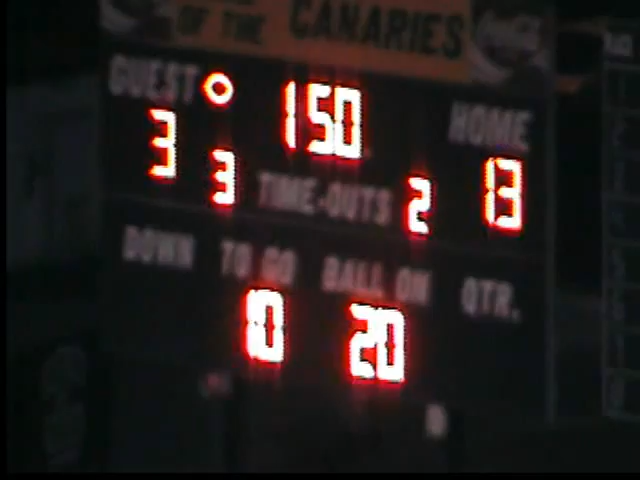 OF THE CANARIES
GUEST 150 HOME
3 3 TIME-OUTS 2 13
DOWN TO GO BALL ON QTR.
10 20